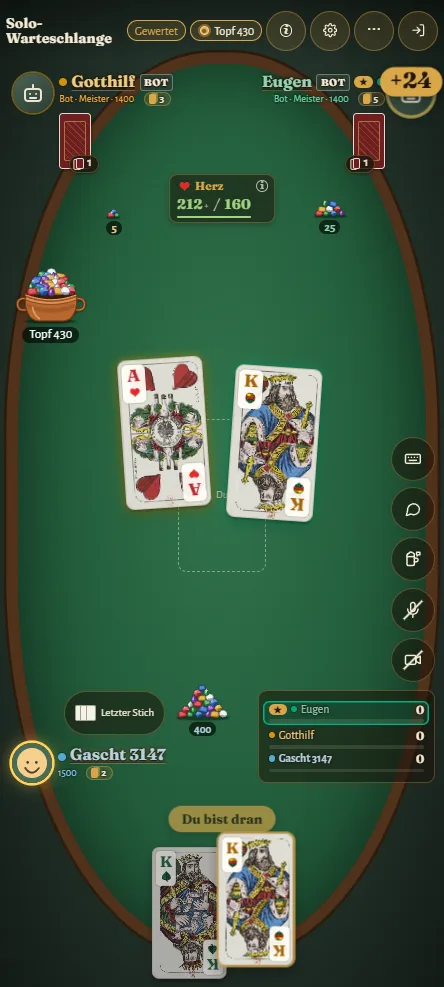 Solo-
Warteschlange
Gewertet
Topf 430
Gotthilf BOT
Bot · Meister · 1400
3
Eugen BOT
Bot · Meister · 1400
5
+24
1
1
Herz
212+ / 160
5
25
Topf 430
A
A
K
K
Du
Letzter Stich
400
Eugen 0
Gotthilf 0
Gascht 3147 0
Gascht 3147
1500
2
Du bist dran
K
K
K
K